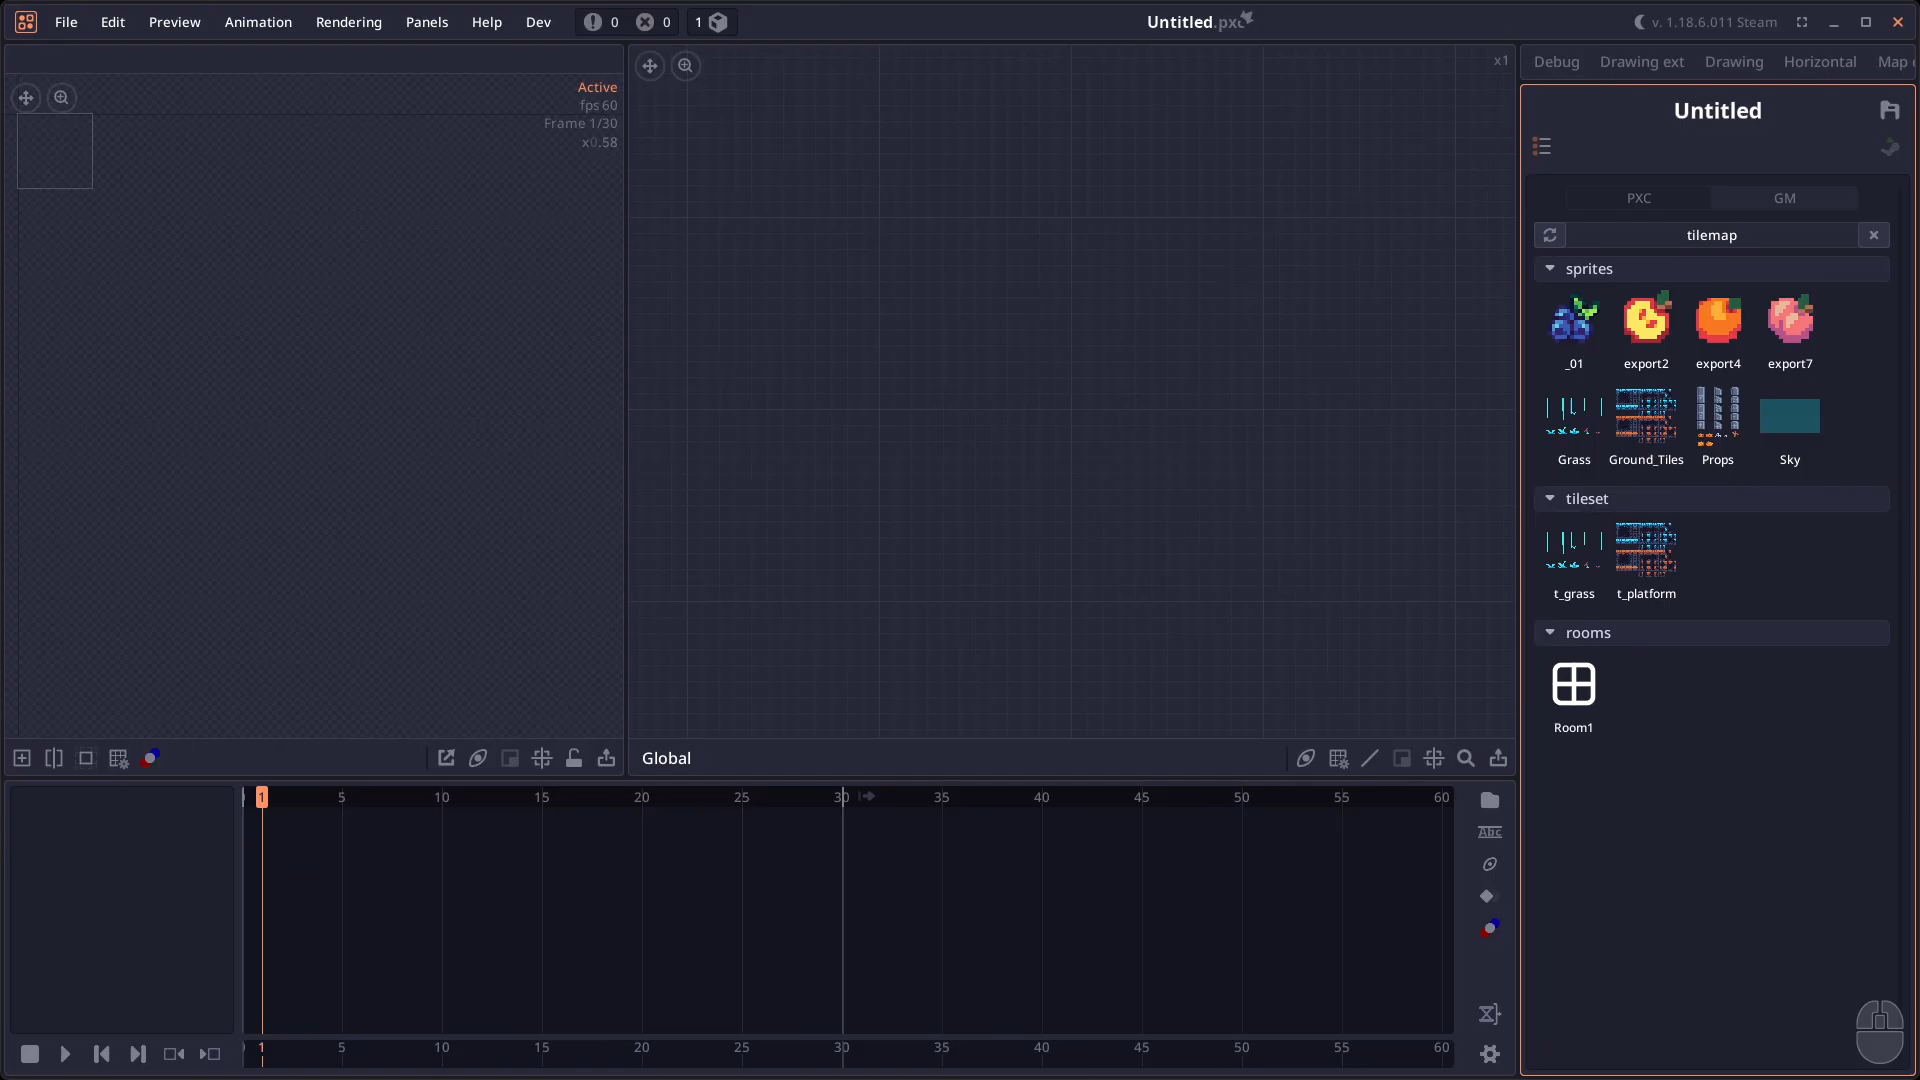 File Edit Preview Animation Rendering Panels Help Dev 0 0 1 Untitled.pxc v. 1.18.6.011 Steam
Debug Drawing ext Drawing Horizontal Map
Active
fps 60
Frame 1/30
x0.58
x1
Untitled
PXC GM
tilemap
sprites
_01 export2 export4 export7
Grass Ground_Tiles Props Sky
tileset
t_grass t_platform
rooms
Room1
Global
1 5 10 15 20 25 30 35 40 45 50 55 60
Abc
1 5 10 15 20 25 30 35 40 45 50 55 60